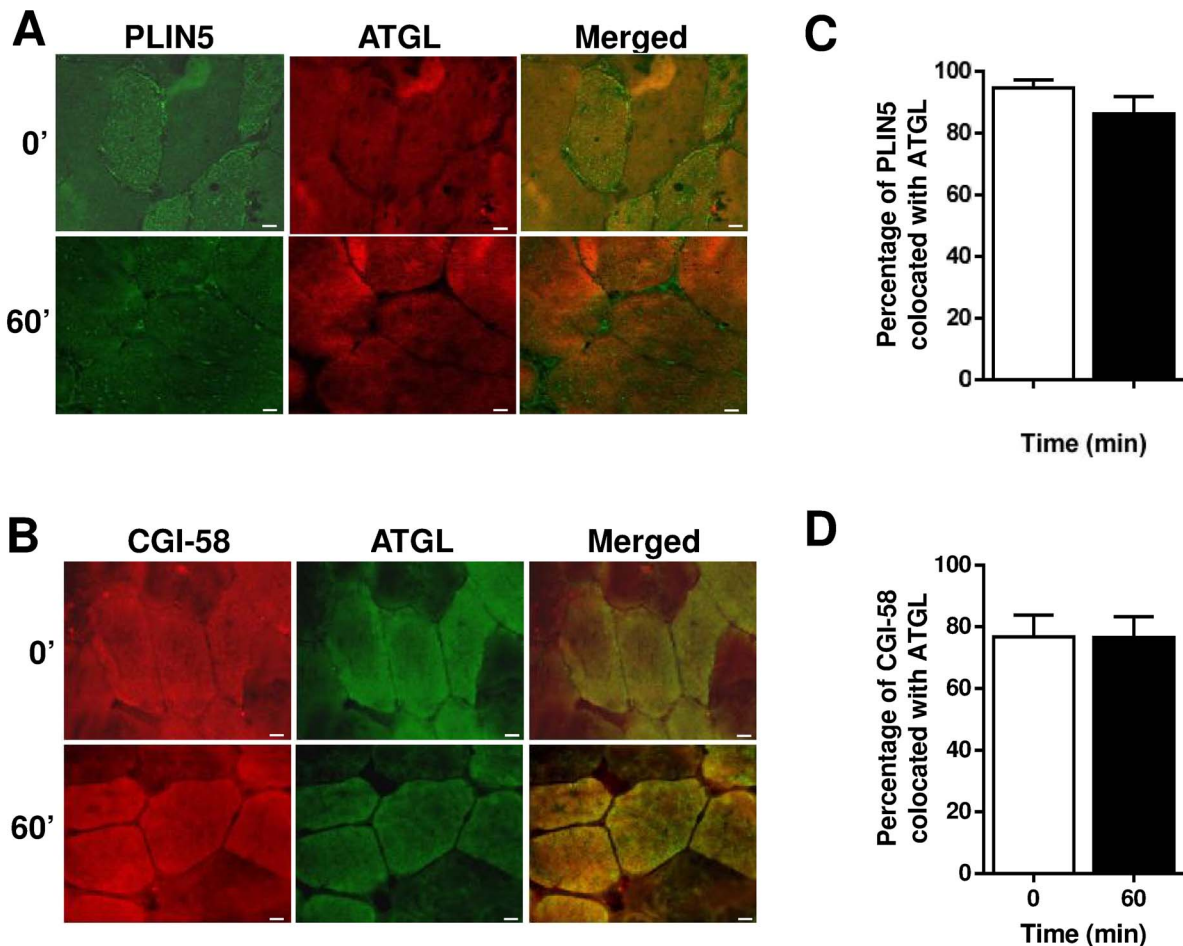 A
PLIN5 ATGL Merged
0'
60'
B
CGI-58 ATGL Merged
0'
60'
C
Percentage of PLIN5
colocated with ATGL
100
80
60
40
20
0
Time (min)
D
Percentage of CGI-58
colocated with ATGL
100
80
60
40
20
0
0 60
Time (min)